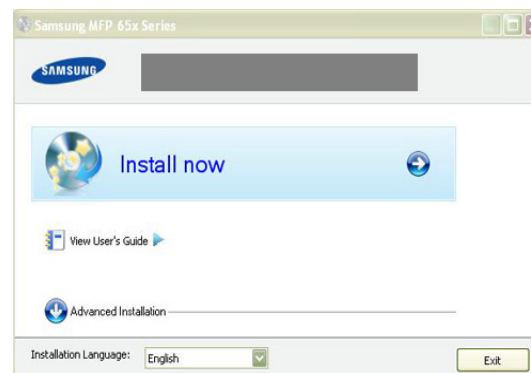 Samsung MFP 65x Series
SAMSUNG
Install now
View User's Guide
Advanced Installation
Installation Language: English
Exit